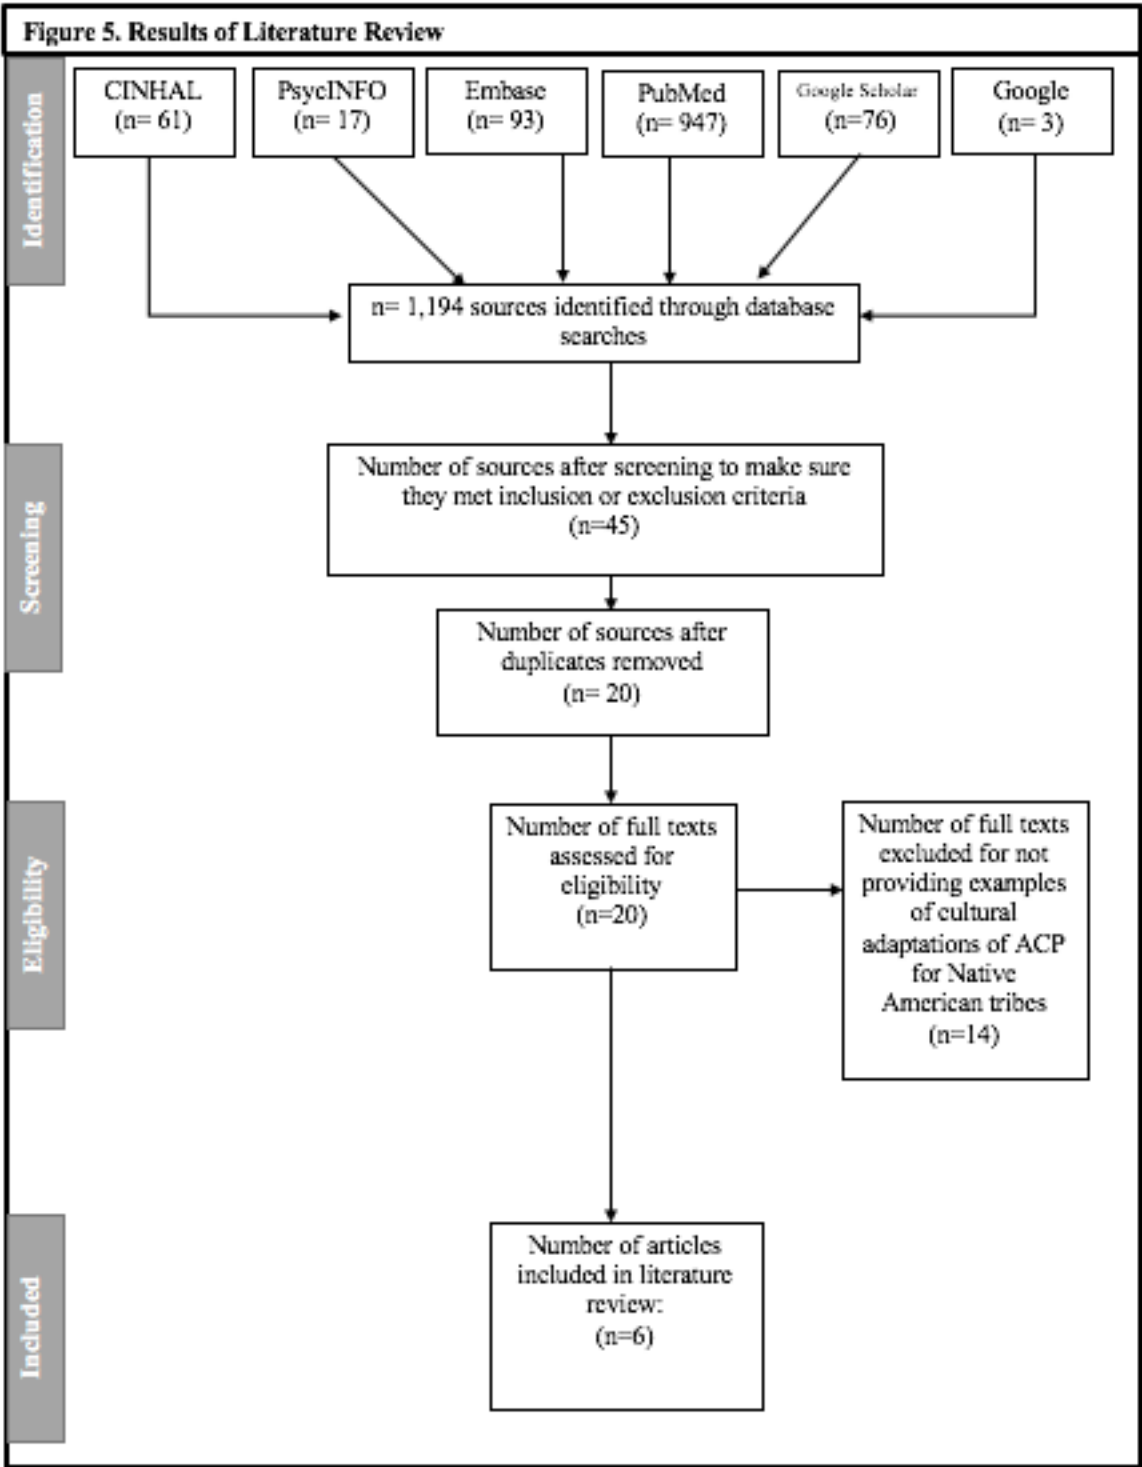 Figure 5. Results of Literature Review
Identification
CINHAL
(n= 61)
PsycINFO
(n= 17)
Embase
(n= 93)
PubMed
(n= 947)
Google Scholar
(n=76)
Google
(n= 3)
n= 1,194 sources identified through database
searches
Screening
Number of sources after screening to make sure
they met inclusion or exclusion criteria
(n=45)
Number of sources after
duplicates removed
(n= 20)
Eligibility
Number of full texts
assessed for
eligibility
(n=20)
Number of full texts
excluded for not
providing examples
of cultural
adaptations of ACP
for Native
American tribes
(n=14)
Included
Number of articles
included in literature
review:
(n=6)